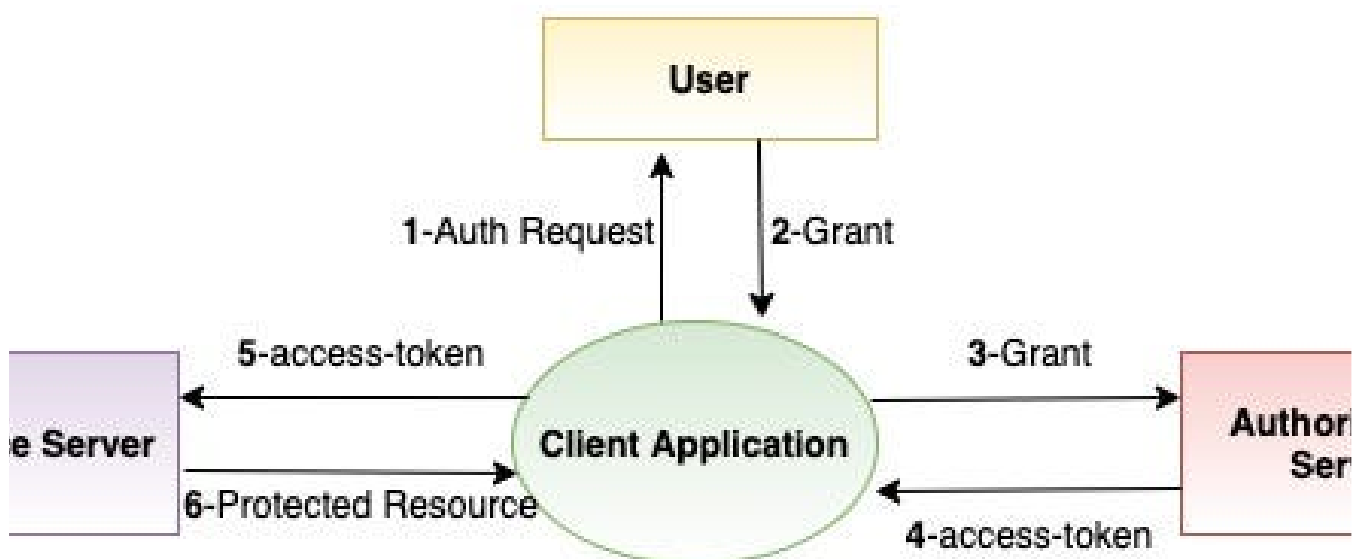 User
1-Auth Request
2-Grant
5-access-token
3-Grant
Server
Client Application
6-Protected Resource
4-access-token